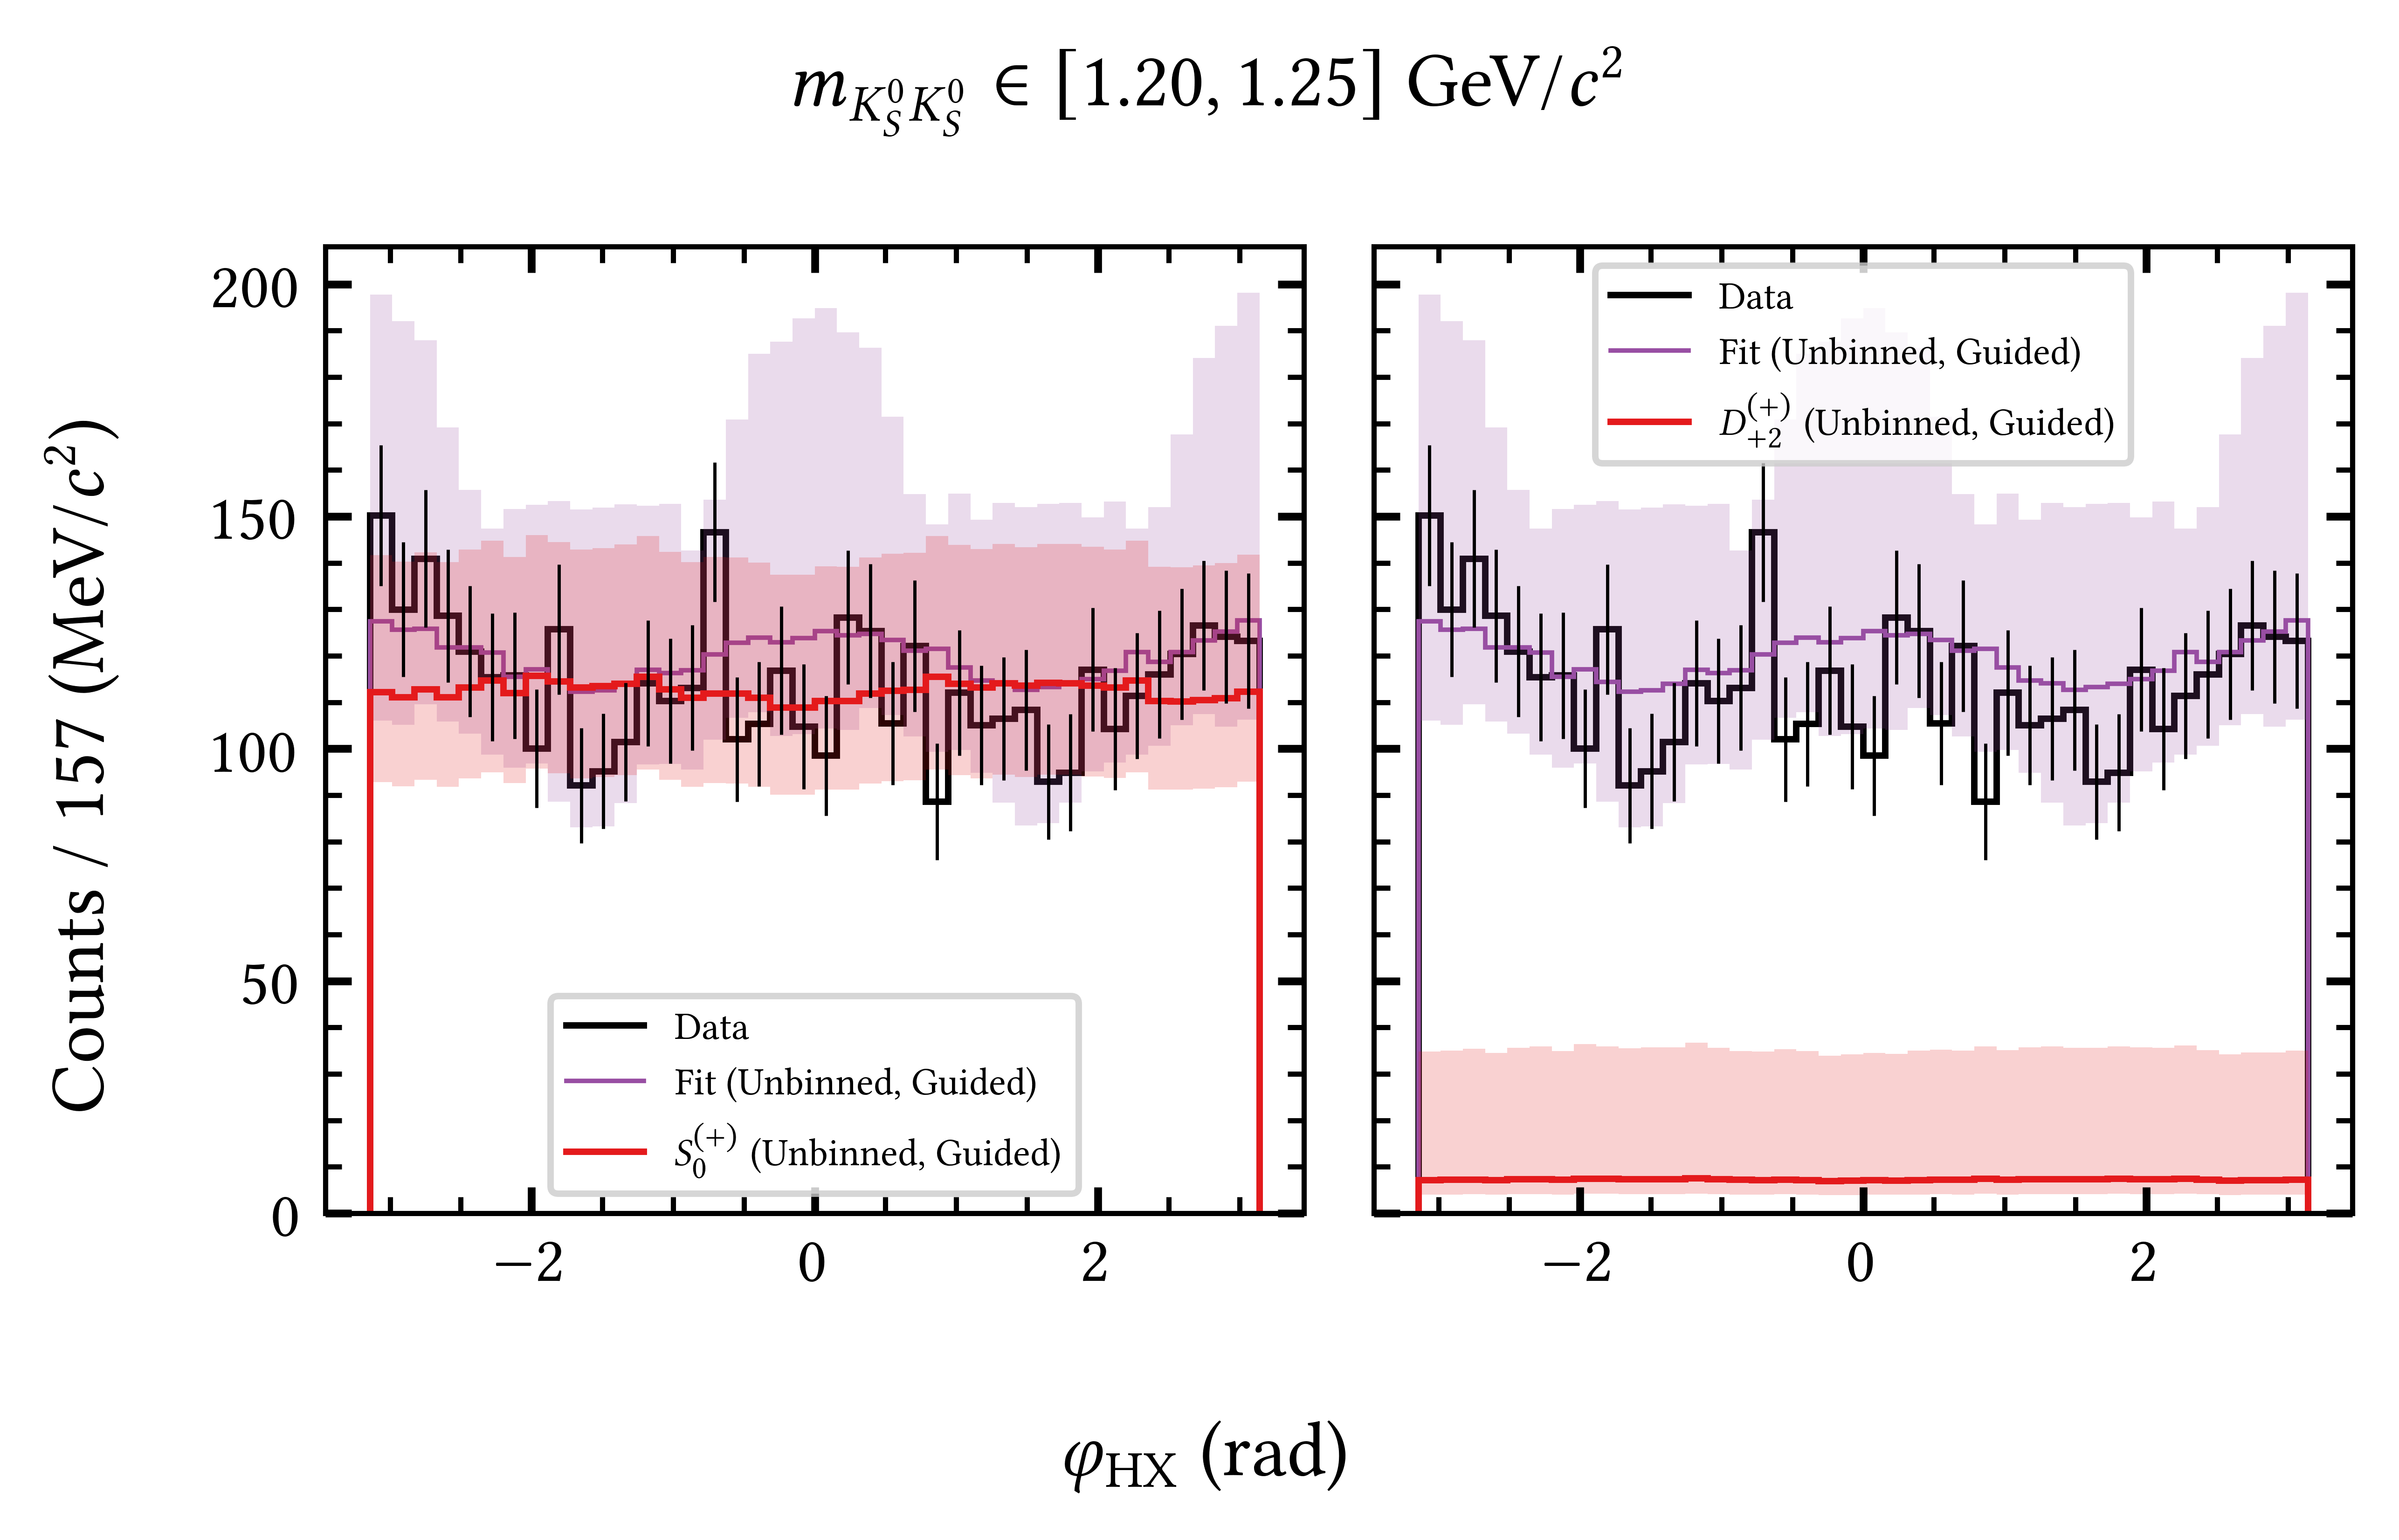 m_{K_S^0 K_S^0} ∈ [1.20, 1.25] GeV/c²
Counts / 157 (MeV/c²)
200
150
100
50
0
−2
0
2
Data
Fit (Unbinned, Guided)
S_0^{(+)} (Unbinned, Guided)
−2
0
2
Data
Fit (Unbinned, Guided)
D_{+2}^{(+)} (Unbinned, Guided)
φ_{HX} (rad)